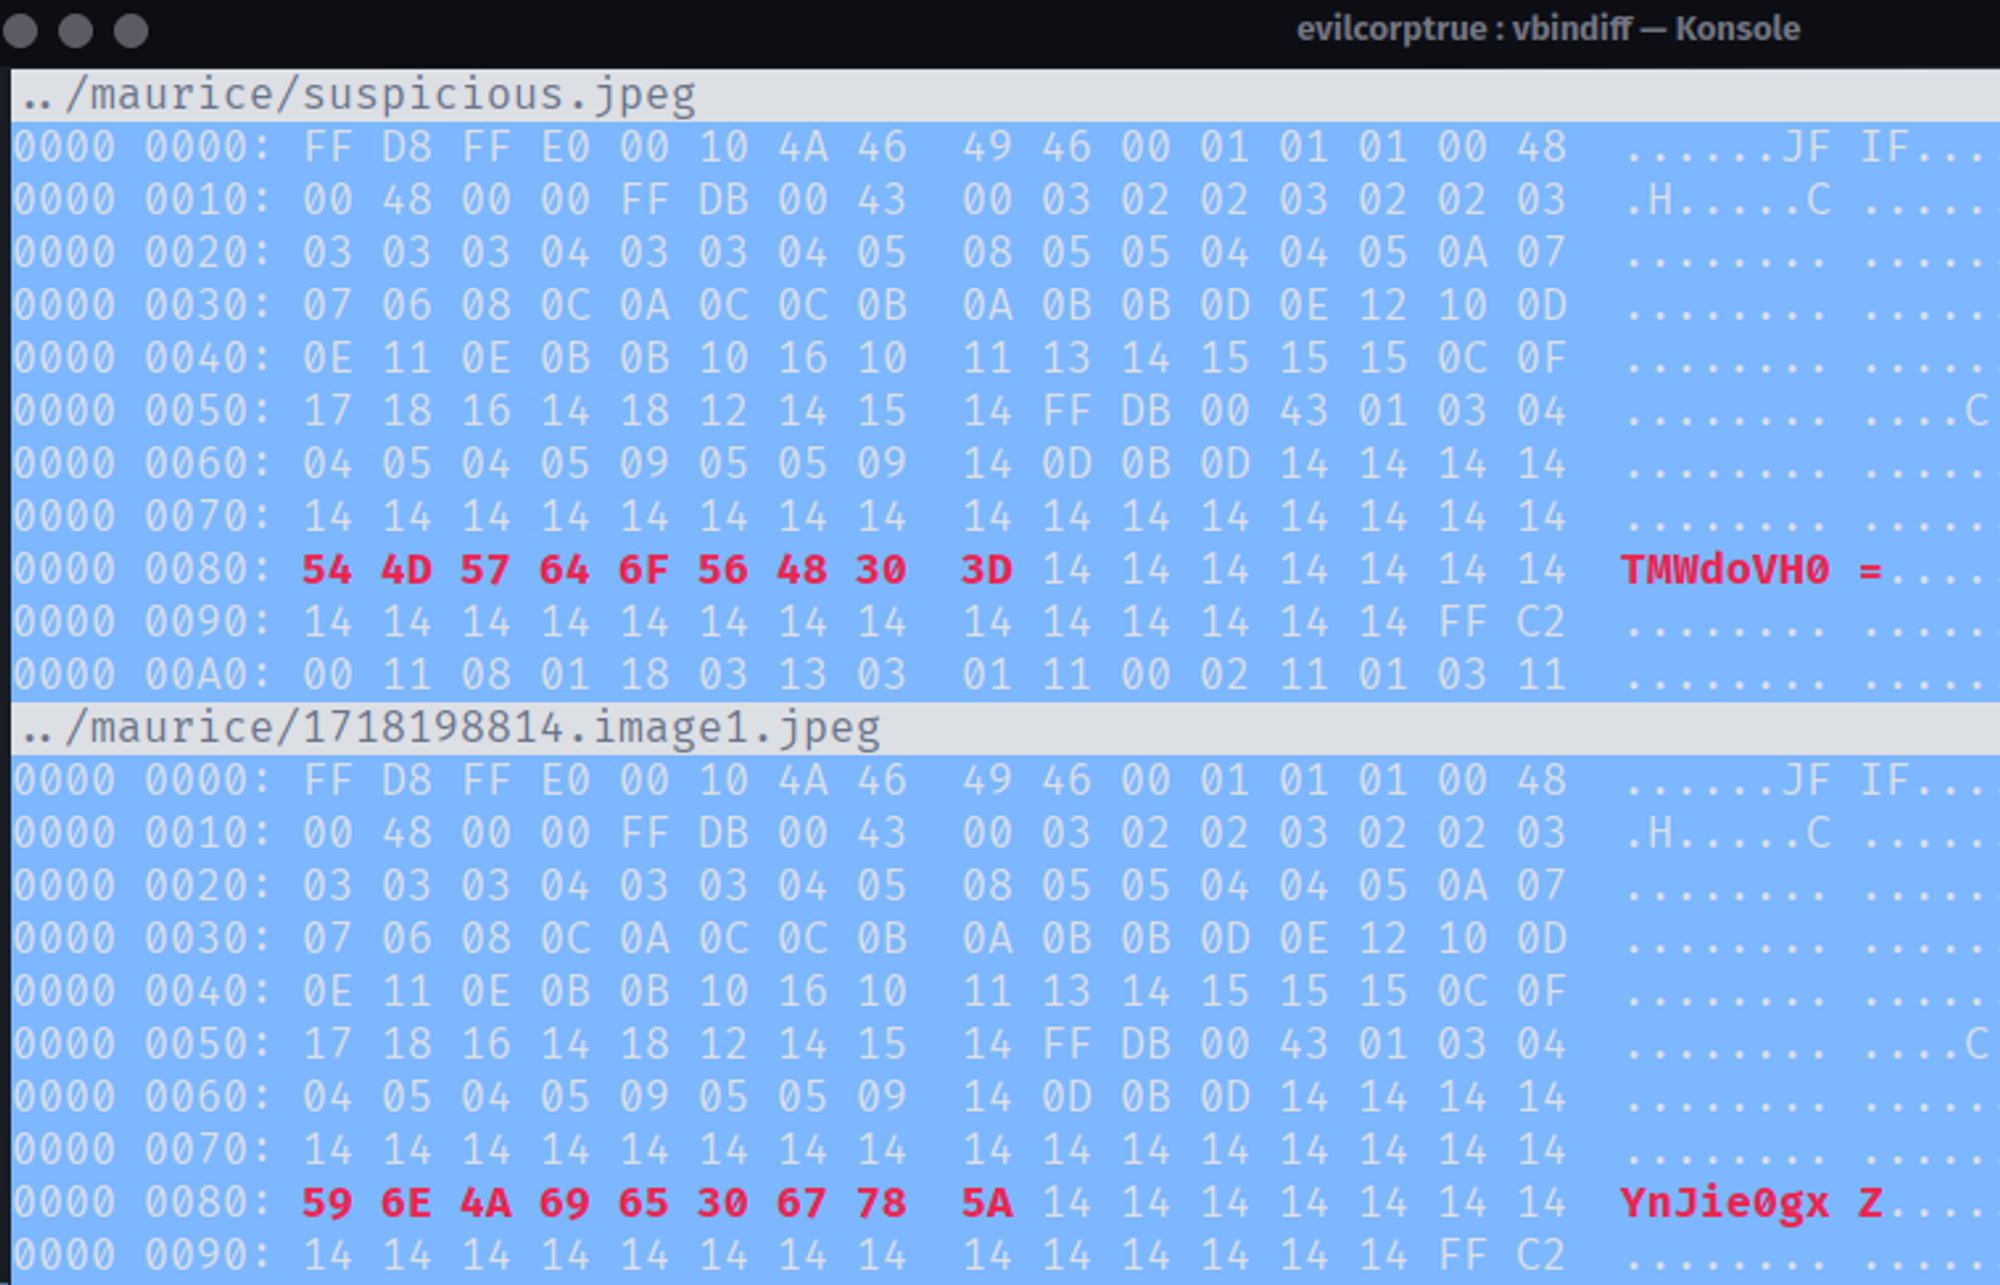 evilcorptrue : vbindiff — Konsole
../maurice/suspicious.jpeg
0000 0000: FF D8 FF E0 00 10 4A 46 49 46 00 01 01 01 00 48 ......JF IF....
0000 0010: 00 48 00 00 FF DB 00 43 00 03 02 02 03 02 02 03 .H.....C ......
0000 0020: 03 03 03 04 03 03 04 05 08 05 05 04 04 05 0A 07 ........ ......
0000 0030: 07 06 08 0C 0A 0C 0C 0B 0A 0B 0B 0D 0E 12 10 0D ........ ......
0000 0040: 0E 11 0E 0B 0B 10 16 10 11 13 14 15 15 15 0C 0F ........ ......
0000 0050: 17 18 16 14 18 12 14 15 14 FF DB 00 43 01 03 04 ........ ....C
0000 0060: 04 05 04 05 09 05 05 09 14 0D 0B 0D 14 14 14 14 ........ ......
0000 0070: 14 14 14 14 14 14 14 14 14 14 14 14 14 14 14 14 ........ ......
0000 0080: 54 4D 57 64 6F 56 48 30 3D 14 14 14 14 14 14 14 TMWdoVH0 =.....
0000 0090: 14 14 14 14 14 14 14 14 14 14 14 14 14 14 FF C2 ........ ......
0000 00A0: 00 11 08 01 18 03 13 03 01 11 00 02 11 01 03 11 ........ ......
../maurice/1718198814.image1.jpeg
0000 0000: FF D8 FF E0 00 10 4A 46 49 46 00 01 01 01 00 48 ......JF IF....
0000 0010: 00 48 00 00 FF DB 00 43 00 03 02 02 03 02 02 03 .H.....C ......
0000 0020: 03 03 03 04 03 03 04 05 08 05 05 04 04 05 0A 07 ........ ......
0000 0030: 07 06 08 0C 0A 0C 0C 0B 0A 0B 0B 0D 0E 12 10 0D ........ ......
0000 0040: 0E 11 0E 0B 0B 10 16 10 11 13 14 15 15 15 0C 0F ........ ......
0000 0050: 17 18 16 14 18 12 14 15 14 FF DB 00 43 01 03 04 ........ ....C
0000 0060: 04 05 04 05 09 05 05 09 14 0D 0B 0D 14 14 14 14 ........ ......
0000 0070: 14 14 14 14 14 14 14 14 14 14 14 14 14 14 14 14 ........ ......
0000 0080: 59 6E 4A 69 65 30 67 78 5A 14 14 14 14 14 14 14 YnJie0gx Z.....
0000 0090: 14 14 14 14 14 14 14 14 14 14 14 14 14 14 FF C2 ........ ......